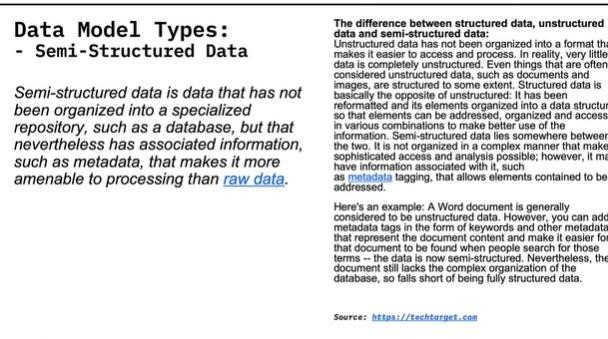 Data Model Types:
- Semi-Structured Data
Semi-structured data is data that has not
been organized into a specialized
repository, such as a database, but that
nevertheless has associated information,
such as metadata, that makes it more
amenable to processing than raw data.
The difference between structured data, unstructured
data and semi-structured data:
Unstructured data has not been organized into a format tha
makes it easier to access and process. In reality, very little
data is completely unstructured. Even things that are often
considered unstructured data, such as documents and
images, are structured to some extent. Structured data is
basically the opposite of unstructured: It has been
reformatted and its elements organized into a data structur
so that elements can be addressed, organized and access
in various combinations to make better use of the
information. Semi-structured data lies somewhere between
the two. It is not organized in a complex manner that make
sophisticated access and analysis possible; however, it ma
have information associated with it, such
as metadata tagging, that allows elements contained to be
addressed.
Here's an example: A Word document is generally
considered to be unstructured data. However, you can add
metadata tags in the form of keywords and other metadata
that represent the document content and make it easier for
that document to be found when people search for those
terms -- the data is now semi-structured. Nevertheless, the
document still lacks the complex organization of the
database, so falls short of being fully structured data.
Source: https://techtarget.com